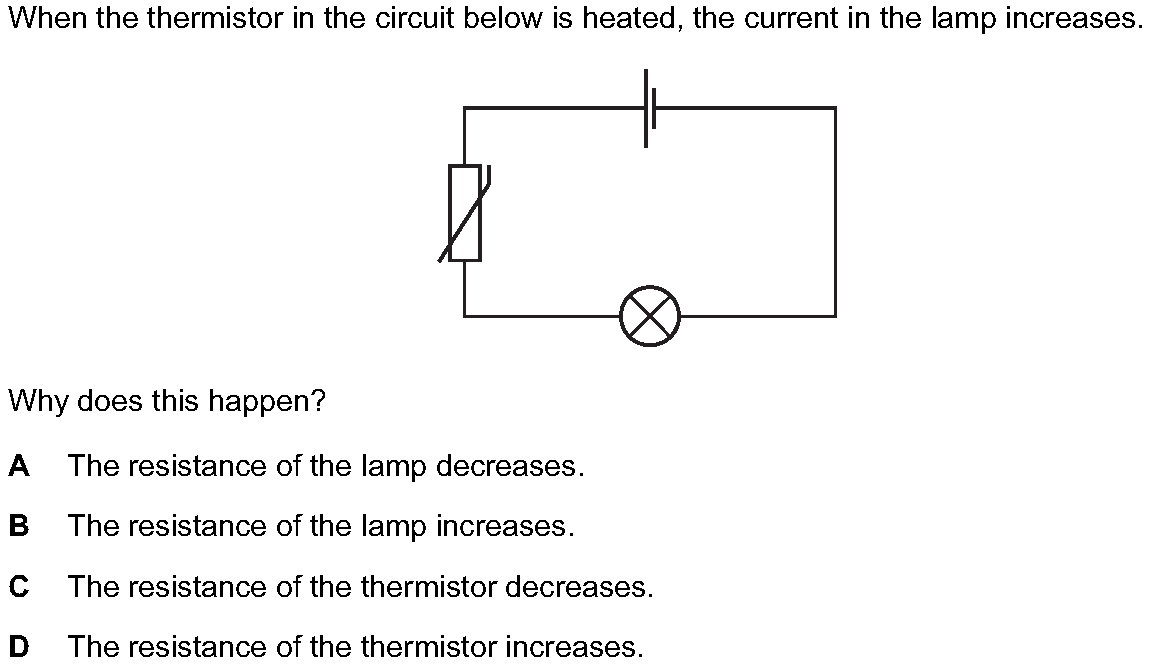 When the thermistor in the circuit below is heated, the current in the lamp increases.
Why does this happen?
A The resistance of the lamp decreases.
B The resistance of the lamp increases.
C The resistance of the thermistor decreases.
D The resistance of the thermistor increases.